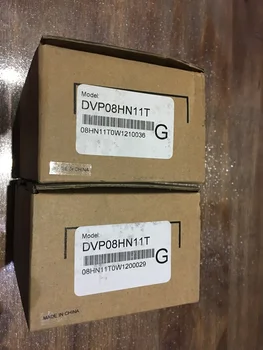 Model:
DVP08HN11T
08HN11T0W1210036
G
MADE IN CHINA
Model:
DVP08HN11T
08HN11T0W1200029
G
MADE IN CHINA